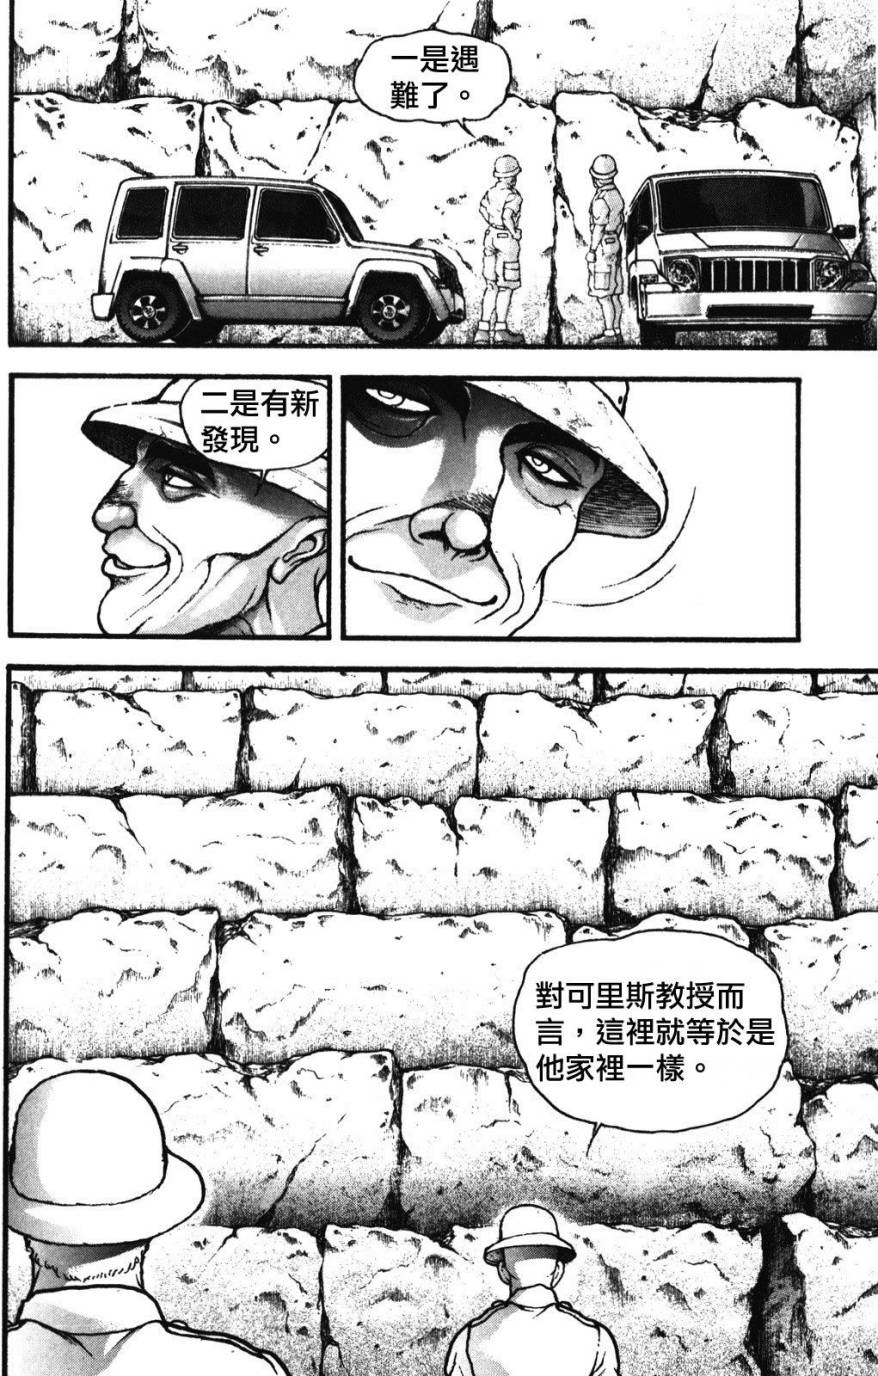 一是遇
難了。
二是有新
發現。
對可里斯教授而
言，這裡就等於是
他家裡一樣。